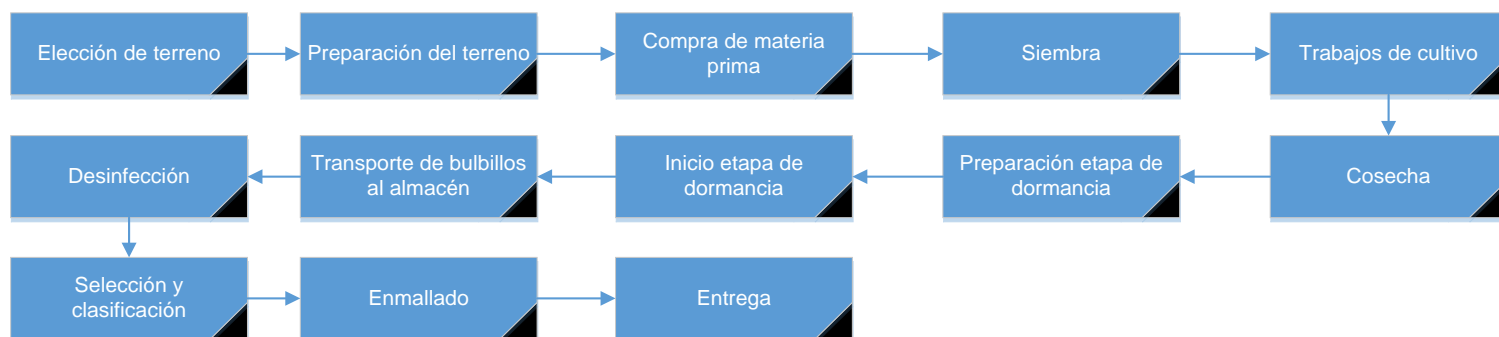 Elección de terreno
Preparación del terreno
Compra de materia
prima
Siembra
Trabajos de cultivo
Cosecha
Preparación etapa de
dormancia
Inicio etapa de
dormancia
Transporte de bulbillos
al almacén
Desinfección
Selección y
clasificación
Enmallado
Entrega